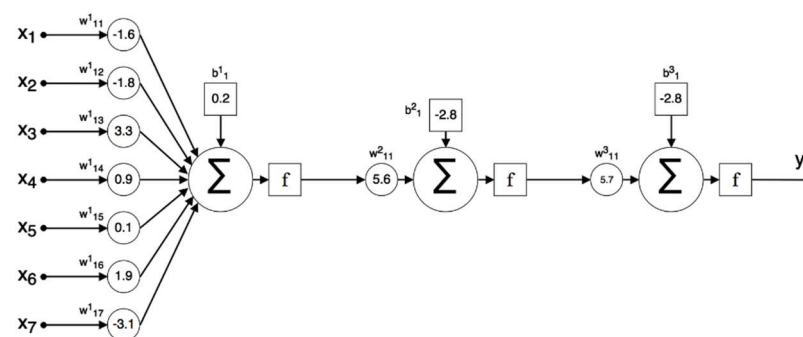 x₁ w¹₁₁ -1.6
x₂ w¹₁₂ -1.8
x₃ w¹₁₃ 3.3
x₄ w¹₁₄ 0.9
x₅ w¹₁₅ 0.1
x₆ w¹₁₆ 1.9
x₇ w¹₁₇ -3.1
b¹₁
0.2
Σ f
w²₁₁
5.6
b²₁
-2.8
Σ f
w³₁₁
5.7
b³₁
-2.8
Σ f
y